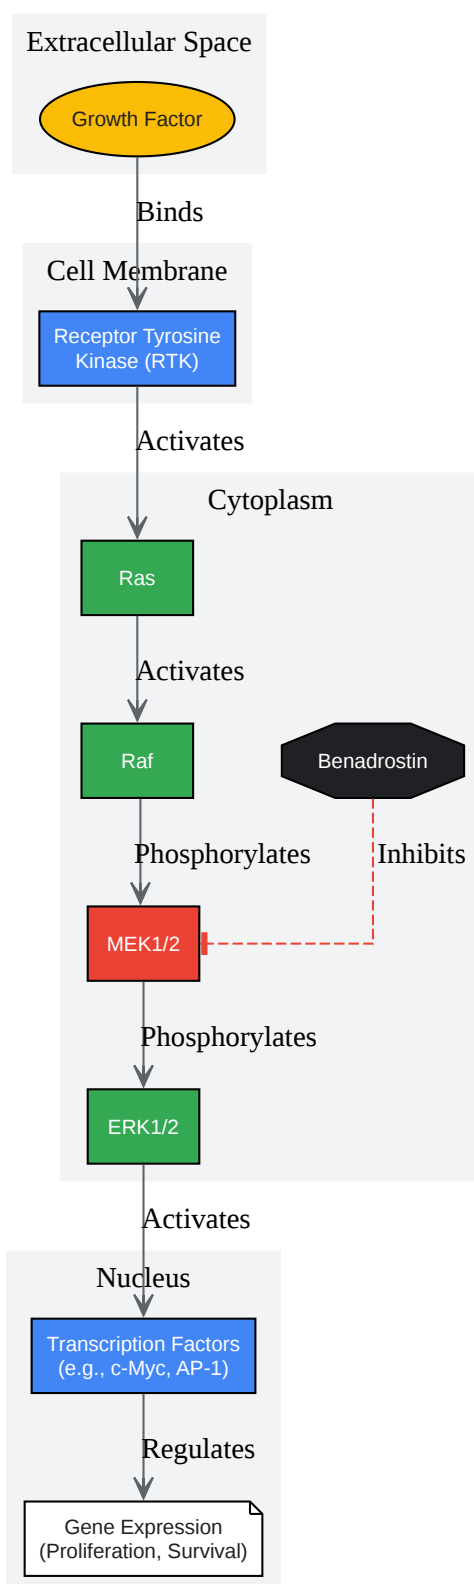 Extracellular Space
Growth Factor
Binds
Cell Membrane
Receptor Tyrosine
Kinase (RTK)
Activates
Cytoplasm
Ras
Activates
Raf
Benadrostin
Phosphorylates
Inhibits
MEK1/2
Phosphorylates
ERK1/2
Activates
Nucleus
Transcription Factors
(e.g., c-Myc, AP-1)
Regulates
Gene Expression
(Proliferation, Survival)